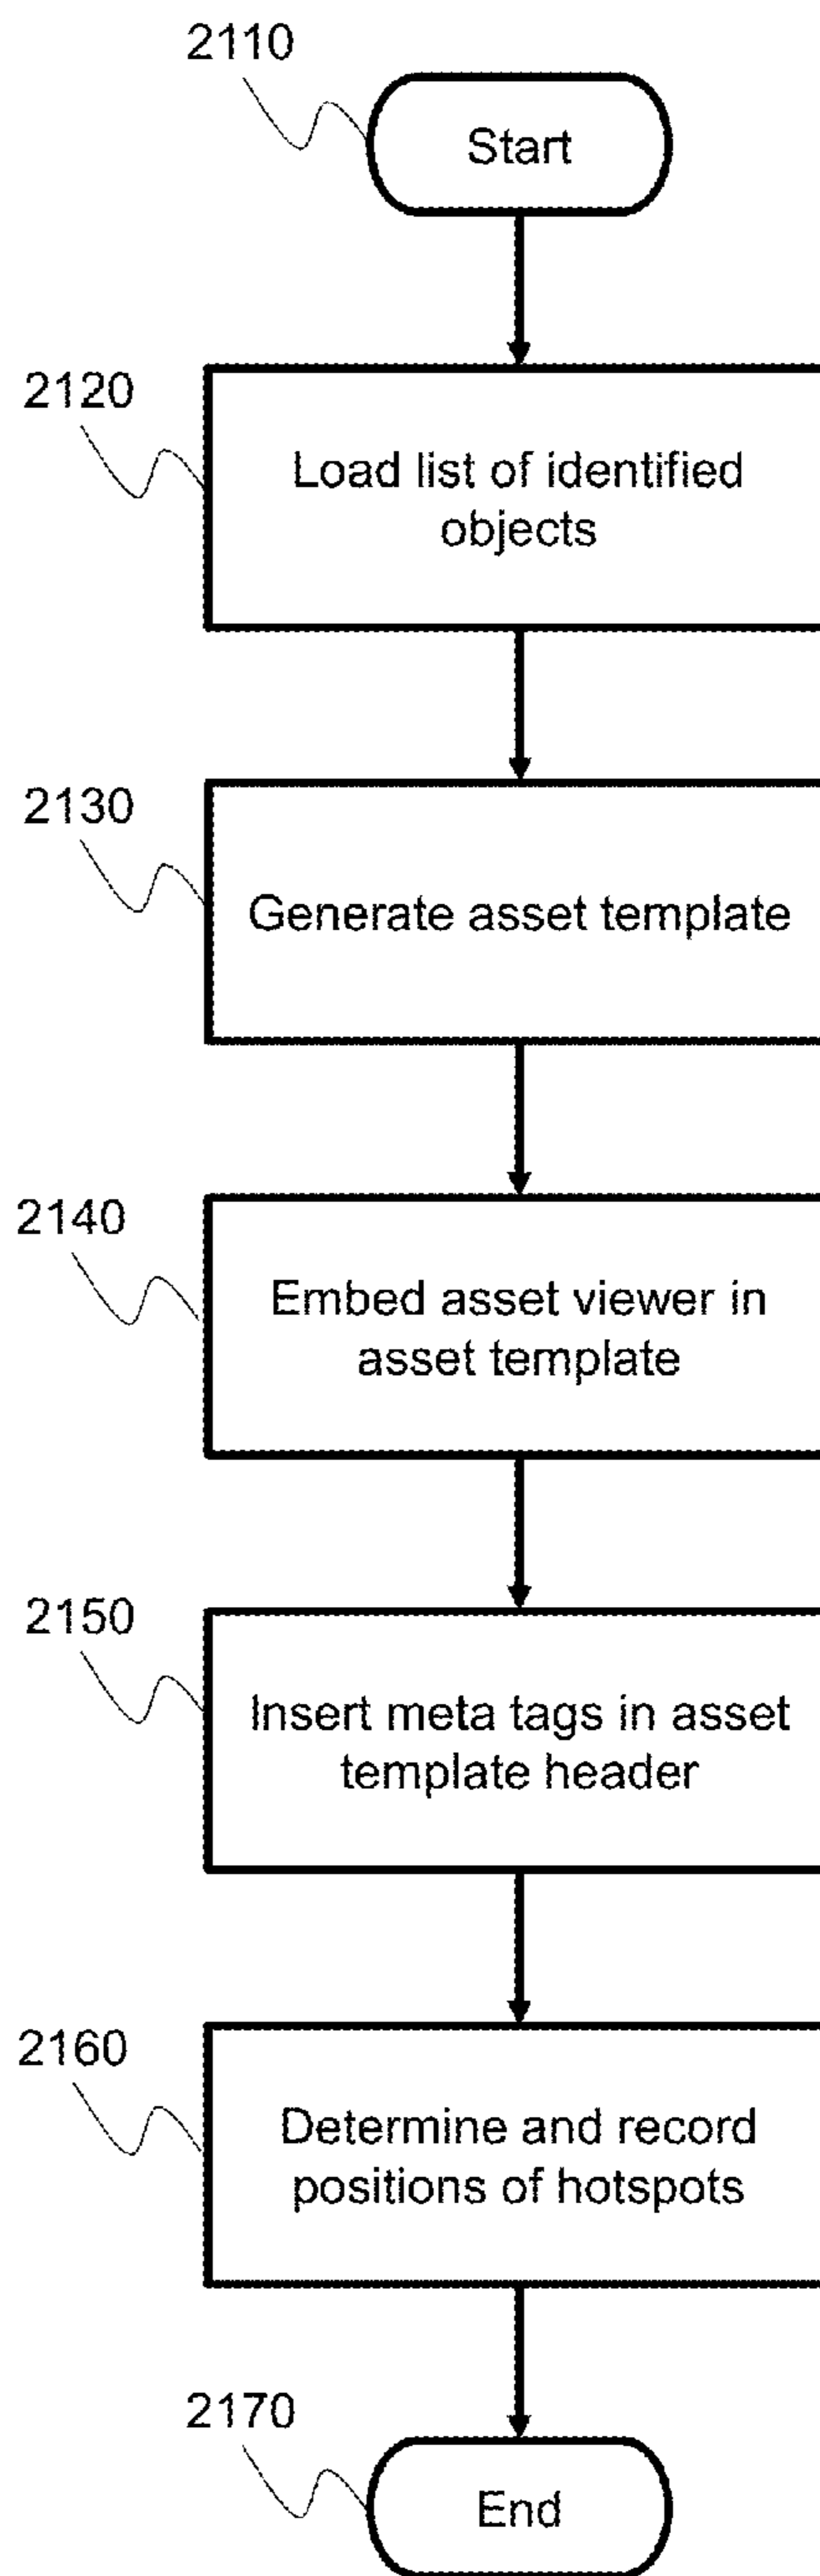 2110
Start
2120
Load list of identified
objects
2130
Generate asset template
2140
Embed asset viewer in
asset template
2150
Insert meta tags in asset
template header
2160
Determine and record
positions of hotspots
2170
End